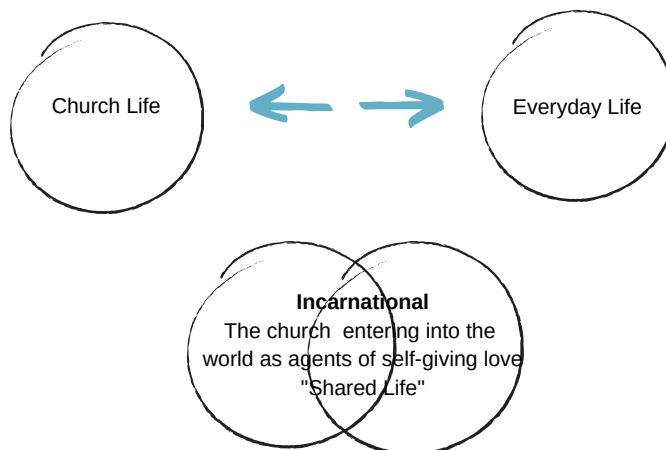 Church Life
Everyday Life
Incarnational
The church entering into the
world as agents of self-giving love
"Shared Life"